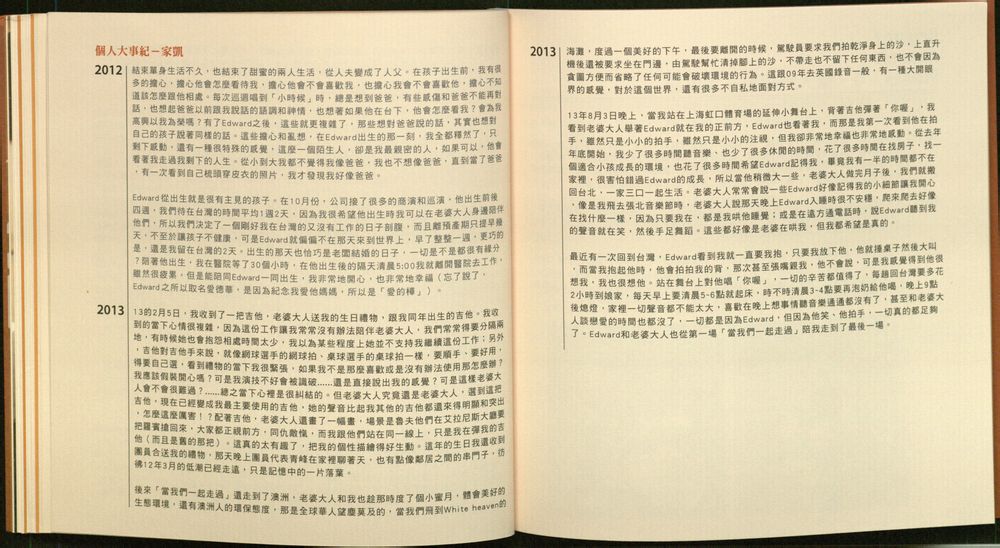 個人大事紀－家凱
2012
結束單身生活不久，也結束了甜蜜的兩人生活，從人夫變成了人父。在孩子出生前，我有很
多的擔心，擔心他會怎麼看待我，擔心他會不會喜歡我，也擔心我會不會喜歡他，擔心不知
道該怎麼跟他相處。每次巡迴唱到「小時候」時，總是想到爸爸，有些感傷和爸爸不能再對
話，也想起爸爸以前跟我說話的語調和神情，也想著如果他在台下，他會怎麼看我？會為我
高興以我為榮嗎？有了Edward之後，這些就更複雜了，那些想對爸爸說的話，其實也想對
自己的孩子說著同樣的話。這些擔心和亂想，在Edward出生的那一刻，我全都釋然了，只
剩下感動，還有一種很特殊的感覺，這麼一個陌生人，卻是我最親密的人，如果可以，他會
看著我走過我剩下的人生。從小到大我都不覺得我像爸爸，我也不想像爸爸，直到當了爸爸
，有一次看到自己梳頭穿皮衣的照片，我才發現我好像爸爸。
Edward從出生就是很有主見的孩子。在10月份，公司接了很多的商演和巡演，他出生前後
四週，我們待在台灣的時間平均1週2天，因為我很希望他出生時我可以在老婆大人身邊陪伴
他們，所以我們決定了一個剛好我在台灣的又沒有工作的日子剖腹，而且離預產期只提早幾
天，不至於讓孩子不健康，可是Edward就偏偏不在那天來到世界上，早了整整一週，更巧的
是，還是我留在台灣的2天。出生的那天也恰巧是老闆結婚的日子，一切是不是都很有緣分
？陪著他出生，我在醫院等了30個小時，在他出生後的隔天清晨5:00我就離開醫院去工作，
雖然很疲累，但是能陪同Edward一同出生，我非常地開心，也非常地幸福（忘了說了，
Edward之所以取名愛德華，是因為紀念我愛他媽媽，所以是「愛的樺」）。
2013
13的2月5日，我收到了一把吉他，老婆大人送我的生日禮物，跟我同年出生的吉他。我收
到的當下心情很複雜，因為這份工作讓我常常沒有辦法陪伴老婆大人，我們常常得要分隔兩
地，有時候她也會抱怨相處時間太少，我以為某些程度上她並不支持我繼續這份工作；另外
，吉他對吉他手來說，就像網球選手的網球拍、桌球選手的桌球拍一樣，要順手、要好用，
得要自己選，看到禮物的當下我很緊張，如果我不是那麼喜歡或是沒有辦法使用那怎麼辦？
我應該假裝開心嗎？可是我演技不好會被識破......還是直接說出我的感覺？可是這樣老婆大
人會不會很難過？......總之當下心裡是很糾結的。但老婆大人究竟還是老婆大人，選到這把
吉他，現在已經變成我最主要使用的吉他，她的聲音比起我其他的吉他都還來得明顯和突出
，怎麼這麼厲害！？配著吉他，老婆大人還畫了一幅畫，場景是魯夫他們在艾拉尼斯大廳要
把羅賓搶回來，大家都正視前方，同仇敵愾，而我跟他們站在同一線上，只是我在彈我的吉
他（而且是舊的那把）。這真的太有趣了，把我的個性描繪得好生動。這年的生日我還收到
團員合送我的禮物，那天晚上團員代表青峰在家裡聊著天，也有點像鄰居之間的串門子，彷
彿12年3月的低潮已經走遠，只是記憶中的一片落葉。
後來「當我們一起走過」還走到了澳洲，老婆大人和我也趁那時度了個小蜜月，體會美好的
生態環境，還有澳洲人的環保態度，那是全球華人望塵莫及的，當我們飛到White heaven的
2013
海灘，度過一個美好的下午，最後要離開的時候，駕駛員要求我們拍乾淨身上的沙，上直升
機後還被要求坐在門邊，由駕駛幫忙清掉腳上的沙，不帶走也不留下任何東西，也不會因為
貪圖方便而省略了任何可能會破壞環境的行為。這跟09年去英國錄音一般，有一種大開眼
界的感覺，對於這個世界，還有很多不自私地面對方式。
13年8月3日晚上，當我站在上海虹口體育場的延伸小舞台上，背著吉他彈著「你喔」，我
看到老婆大人舉著Edward就在我的正前方，Edward也看著我，而那是我第一次看到他在拍
手，雖然只是小小的拍手，雖然只是小小的注視，但我卻非常地幸福也非常地感動。從去年
年底開始，我少了很多時間聽音樂、也少了很多休閒的時間，花了很多時間在找房子，找一
個適合小孩成長的環境，也花了很多時間希望Edward記得我，畢竟我有一半的時間都不在
家裡，很害怕錯過Edward的成長，所以當他稍微大一些，老婆大人做完月子後，我們就搬
回台北，一家三口一起生活。老婆大人常常會說一些Edward好像記得我的小細節讓我開心
，像是我飛去張北音樂節時，老婆大人說那天晚上Edward入睡時很不安穩，爬來爬去好像
在找什麼一樣，因為只要我在，都是我哄他睡覺；或是在遠方通電話時，說Edward聽到我
的聲音就在笑，然後手足舞蹈。這些都好像是老婆在哄我，但我都希望是真的。
最近有一次回到台灣，Edward看到我就一直要我抱，只要我放下他，他就捶桌子然後大叫
，而當我抱起他時，他會拍拍我的背，那次甚至張嘴親我，他不會說，可是我感覺得到他很
想我，我也很想他。站在舞台上對他唱「你喔」，一切的辛苦都值得了，每趟回台灣要多花
2小時到娘家，每天早上要清晨5-6點就起床，時不時清晨3-4點要再泡奶給他喝，晚上9點
後熄燈，家裡一切聲音都不能太大，喜歡在晚上想事情聽音樂通通都沒有了，甚至和老婆大
人談戀愛的時間也都沒了，一切都是因為Edward，但因為他笑、他拍手，一切真的都足夠
了。Edward和老婆大人也從第一場「當我們一起走過」陪我走到了最後一場。